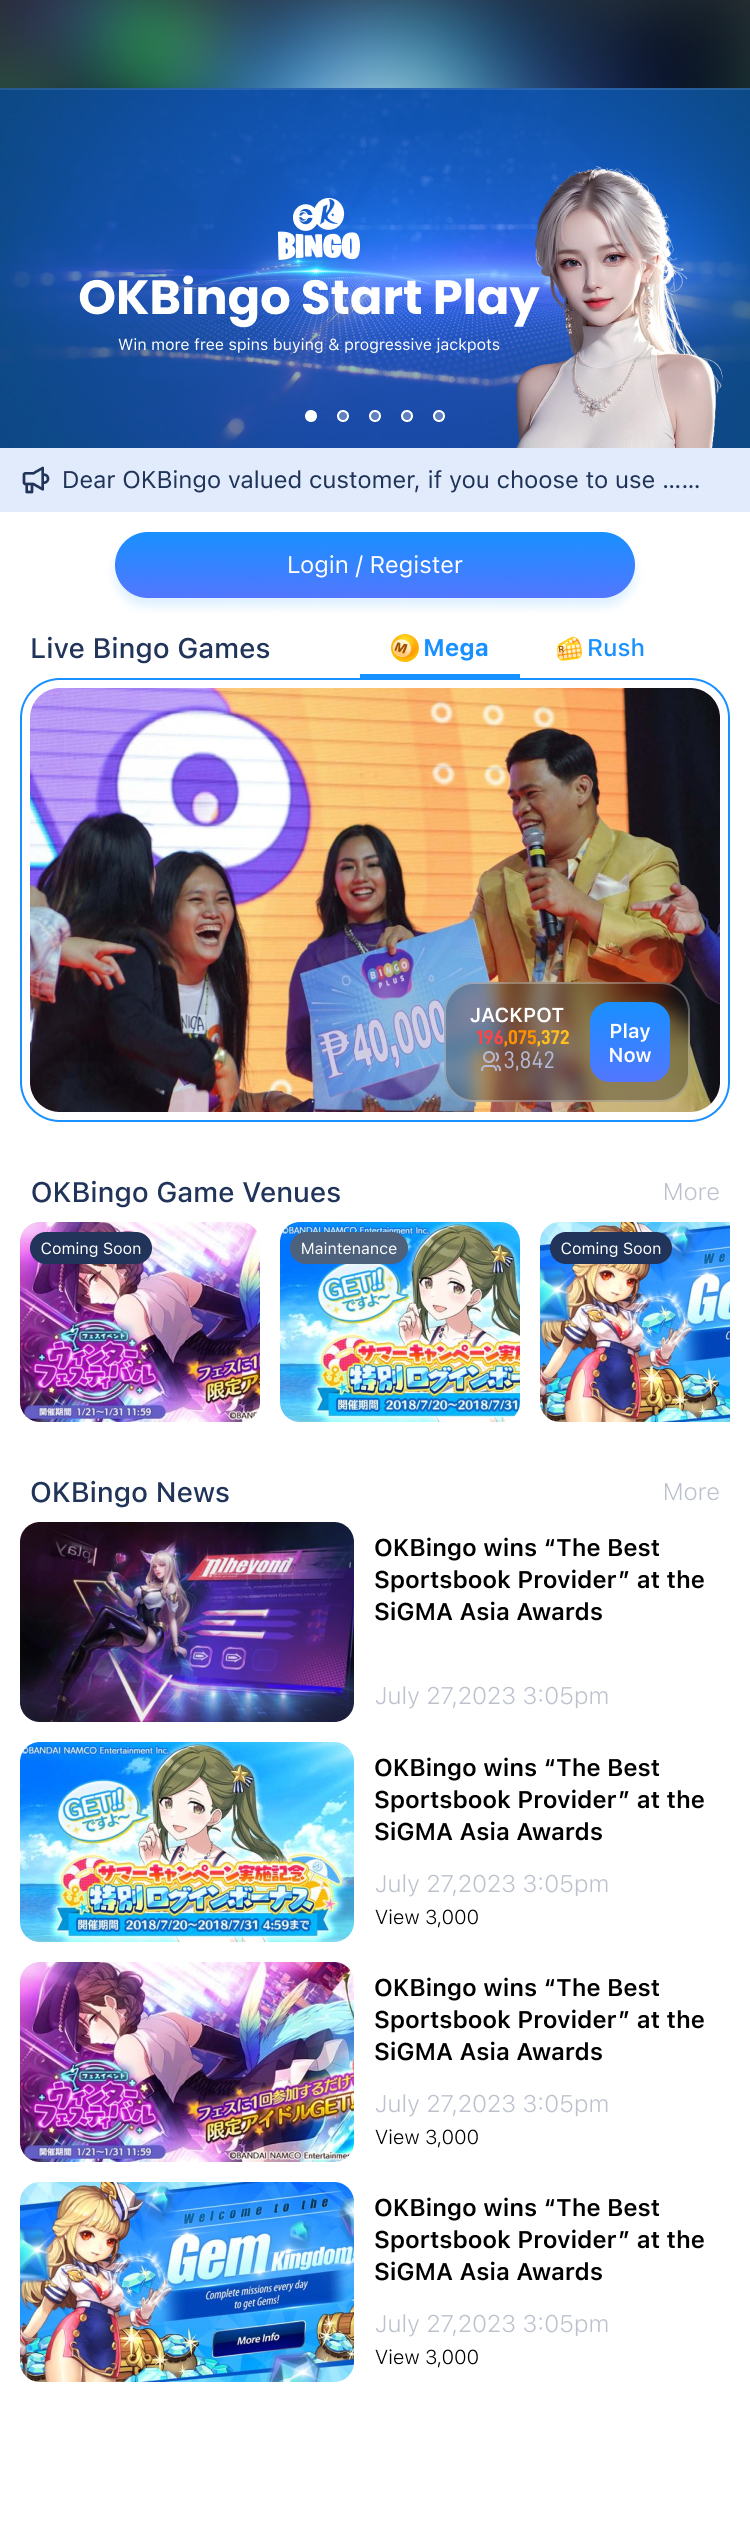 OK
BINGO
OKBingo Start Play
Win more free spins buying & progressive jackpots
Dear OKBingo valued customer, if you choose to use ......
Login / Register
Live Bingo Games
M
Mega
R
Rush
BINGO
PLUS
₱40,000
JACKPOT
196,075,372
3,842
Play
Now
OKBingo Game Venues
More
Coming Soon
フェスイベント
ウィンター
フェスティバル
フェスに1
限定ア
開催期間 1/21〜1/31 11:59
©BAN
©BANDAI NAMCO Entertainment Inc.
Maintenance
GET!!
ですよ〜
サマーキャンペーン実
特別ログインボー
開催期間 2018/7/20〜2018/7/31
Coming Soon
We
Ge
OKBingo News
More
play
Mlbeyond
OKBingo wins “The Best
Sportsbook Provider” at the
SiGMA Asia Awards
July 27,2023 3:05pm
©BANDAI NAMCO Entertainment Inc.
GET!!
ですよ〜
サマーキャンペーン実施記念
特別ログインボーナス
開催期間 2018/7/20〜2018/7/31 4:59まで
OKBingo wins “The Best
Sportsbook Provider” at the
SiGMA Asia Awards
July 27,2023 3:05pm
View 3,000
フェスイベント
ウィンター
フェスティバル
フェスに1回参加するだけ
限定アイドルGET!
開催期間 1/21〜1/31 11:59
©BANDAI NAMCO Entertainme
OKBingo wins “The Best
Sportsbook Provider” at the
SiGMA Asia Awards
July 27,2023 3:05pm
View 3,000
Welcome to the
Gem Kingdom
Complete missions every day
to get Gems!
More Info
OKBingo wins “The Best
Sportsbook Provider” at the
SiGMA Asia Awards
July 27,2023 3:05pm
View 3,000